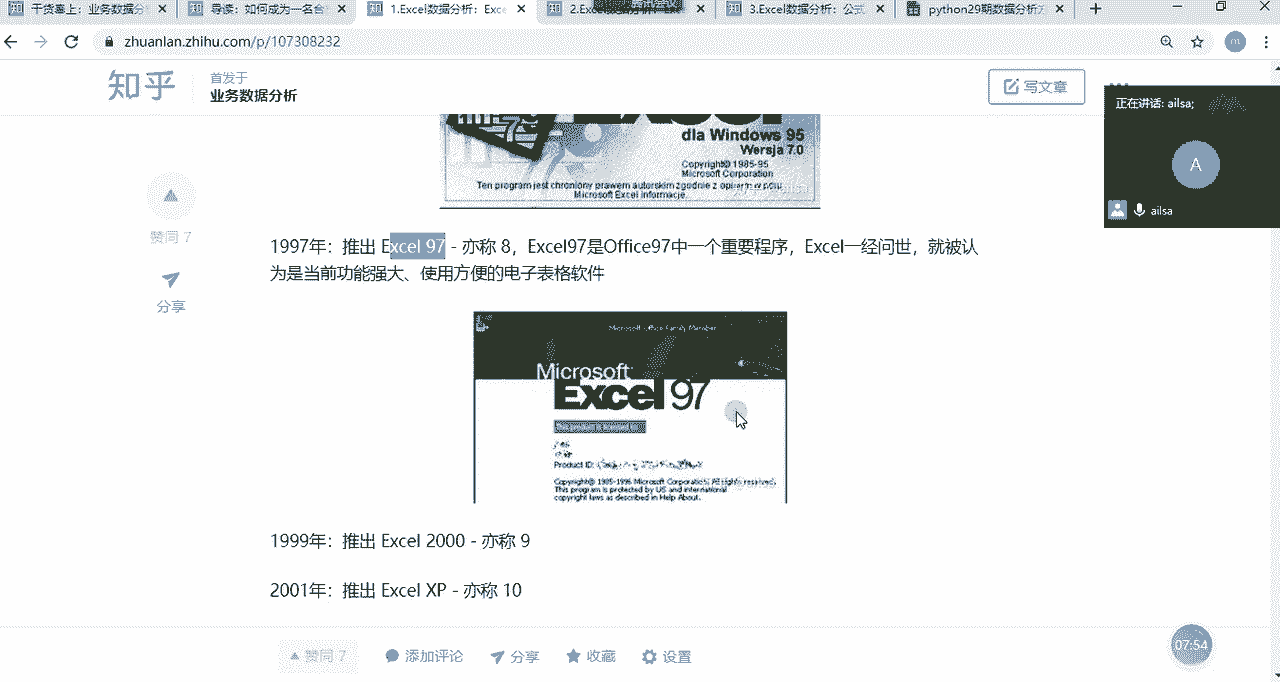 干货塞上：业务数据分
导读：如何成为一名合
1.Excel数据分析：Exce
2.Excel数据分析：E
3.Excel数据分析：公式
python29期数据分析方
zhuanlan.zhihu.com/p/107308232
知乎
首发于
业务数据分析
写文章
正在讲话: ailsa;
A
ailsa
dla Windows 95
Wersja 7.0
Copyright© 1985-95
Microsoft Corporation
Ten program jest chroniony prawem autorskim zgodnie z opisem w oknie
Microsoft Excel informacje.
赞同 7
分享
1997年：推出 Excel 97 - 亦称 8，Excel97是Office97中一个重要程序，Excel一经问世，就被认
为是当前功能强大、使用方便的电子表格软件
Microsoft Office Family Member
Microsoft
Excel 97
Product ID:
Copyright© 1985-1996 Microsoft Corporation. All rights reserved.
This program is protected by US and international
copyright laws as described in Help About.
1999年：推出 Excel 2000 - 亦称 9
2001年：推出 Excel XP - 亦称 10
赞同 7
添加评论
分享
收藏
设置
07:54